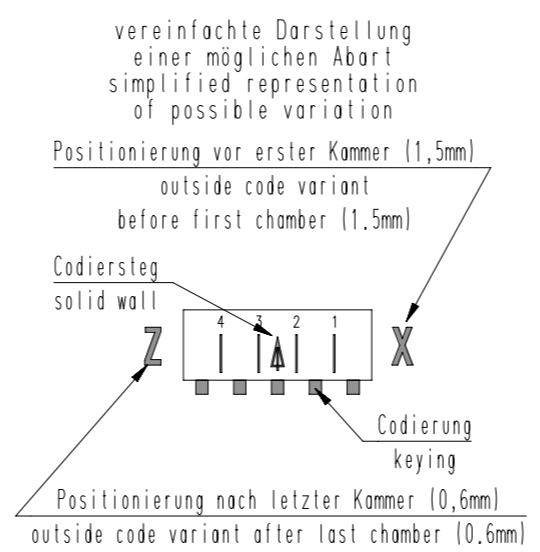 vereinfachte Darstellung
einer möglichen Abart
simplified representation
of possible variation
Positionierung vor erster Kammer (1,5mm)
outside code variant
before first chamber (1.5mm)
Codiersteg
solid wall
Z 4 3 2 1 X
Codierung
keying
Positionierung nach letzter Kammer (0,6mm)
outside code variant after last chamber (0.6mm)